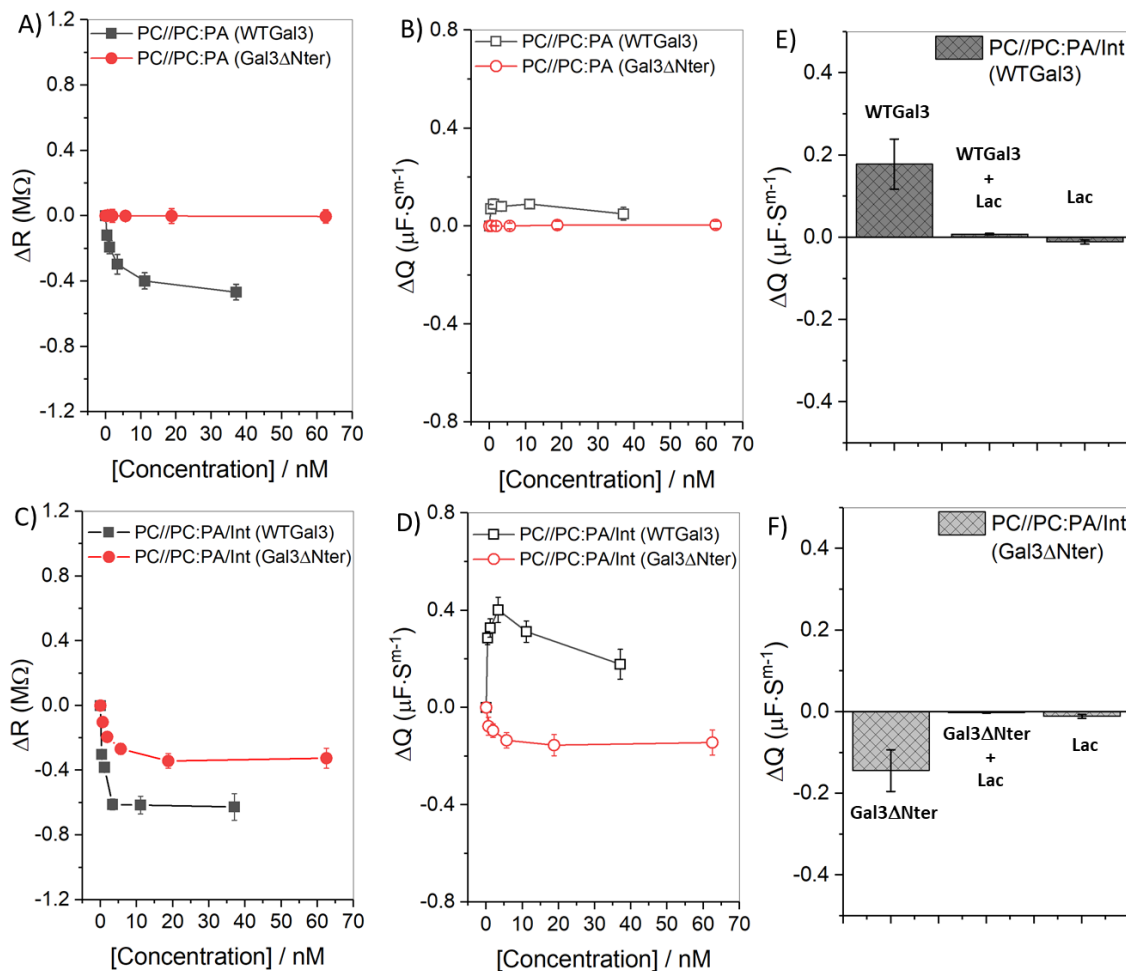 A)
PC//PC:PA (WTGal3)
PC//PC:PA (Gal3ΔNter)
ΔR (MΩ)
1.2
0.8
0.4
0.0
-0.4
-0.8
-1.2
0 10 20 30 40 50 60 70
[Concentration] / nM
B)
PC//PC:PA (WTGal3)
PC//PC:PA (Gal3ΔNter)
ΔQ (μF·S^m-1)
0.8
0.4
0.0
-0.4
-0.8
0 10 20 30 40 50 60 70
[Concentration] / nM
E)
PC//PC:PA/Int
(WTGal3)
ΔQ (μF·S^m-1)
0.4
0.2
0.0
-0.2
-0.4
WTGal3
WTGal3
+
Lac
Lac
C)
PC//PC:PA/Int (WTGal3)
PC//PC:PA/Int (Gal3ΔNter)
ΔR (MΩ)
1.2
0.8
0.4
0.0
-0.4
-0.8
-1.2
0 10 20 30 40 50 60 70
[Concentration] / nM
D)
PC//PC:PA/Int (WTGal3)
PC//PC:PA/Int (Gal3ΔNter)
ΔQ (μF·S^m-1)
0.8
0.4
0.0
-0.4
-0.8
0 10 20 30 40 50 60 70
[Concentration] / nM
F)
PC//PC:PA/Int
(Gal3ΔNter)
ΔQ (μF·S^m-1)
0.4
0.2
0.0
-0.2
-0.4
Gal3ΔNter
Gal3ΔNter
+
Lac
Lac